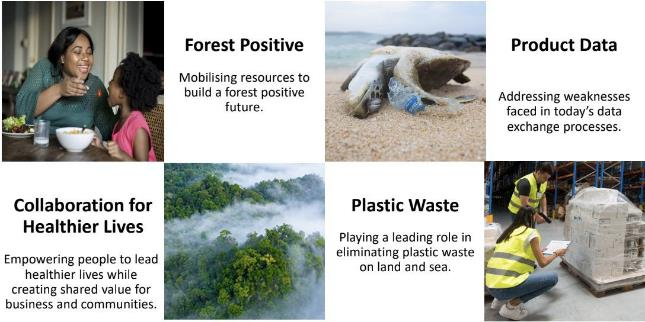 Forest Positive
Mobilising resources to
build a forest positive
future.
Product Data
Addressing weaknesses
faced in today's data
exchange processes.
Collaboration for
Healthier Lives
Empowering people to lead
healthier lives while
creating shared value for
business and communities.
Plastic Waste
Playing a leading role in
eliminating plastic waste
on land and sea.